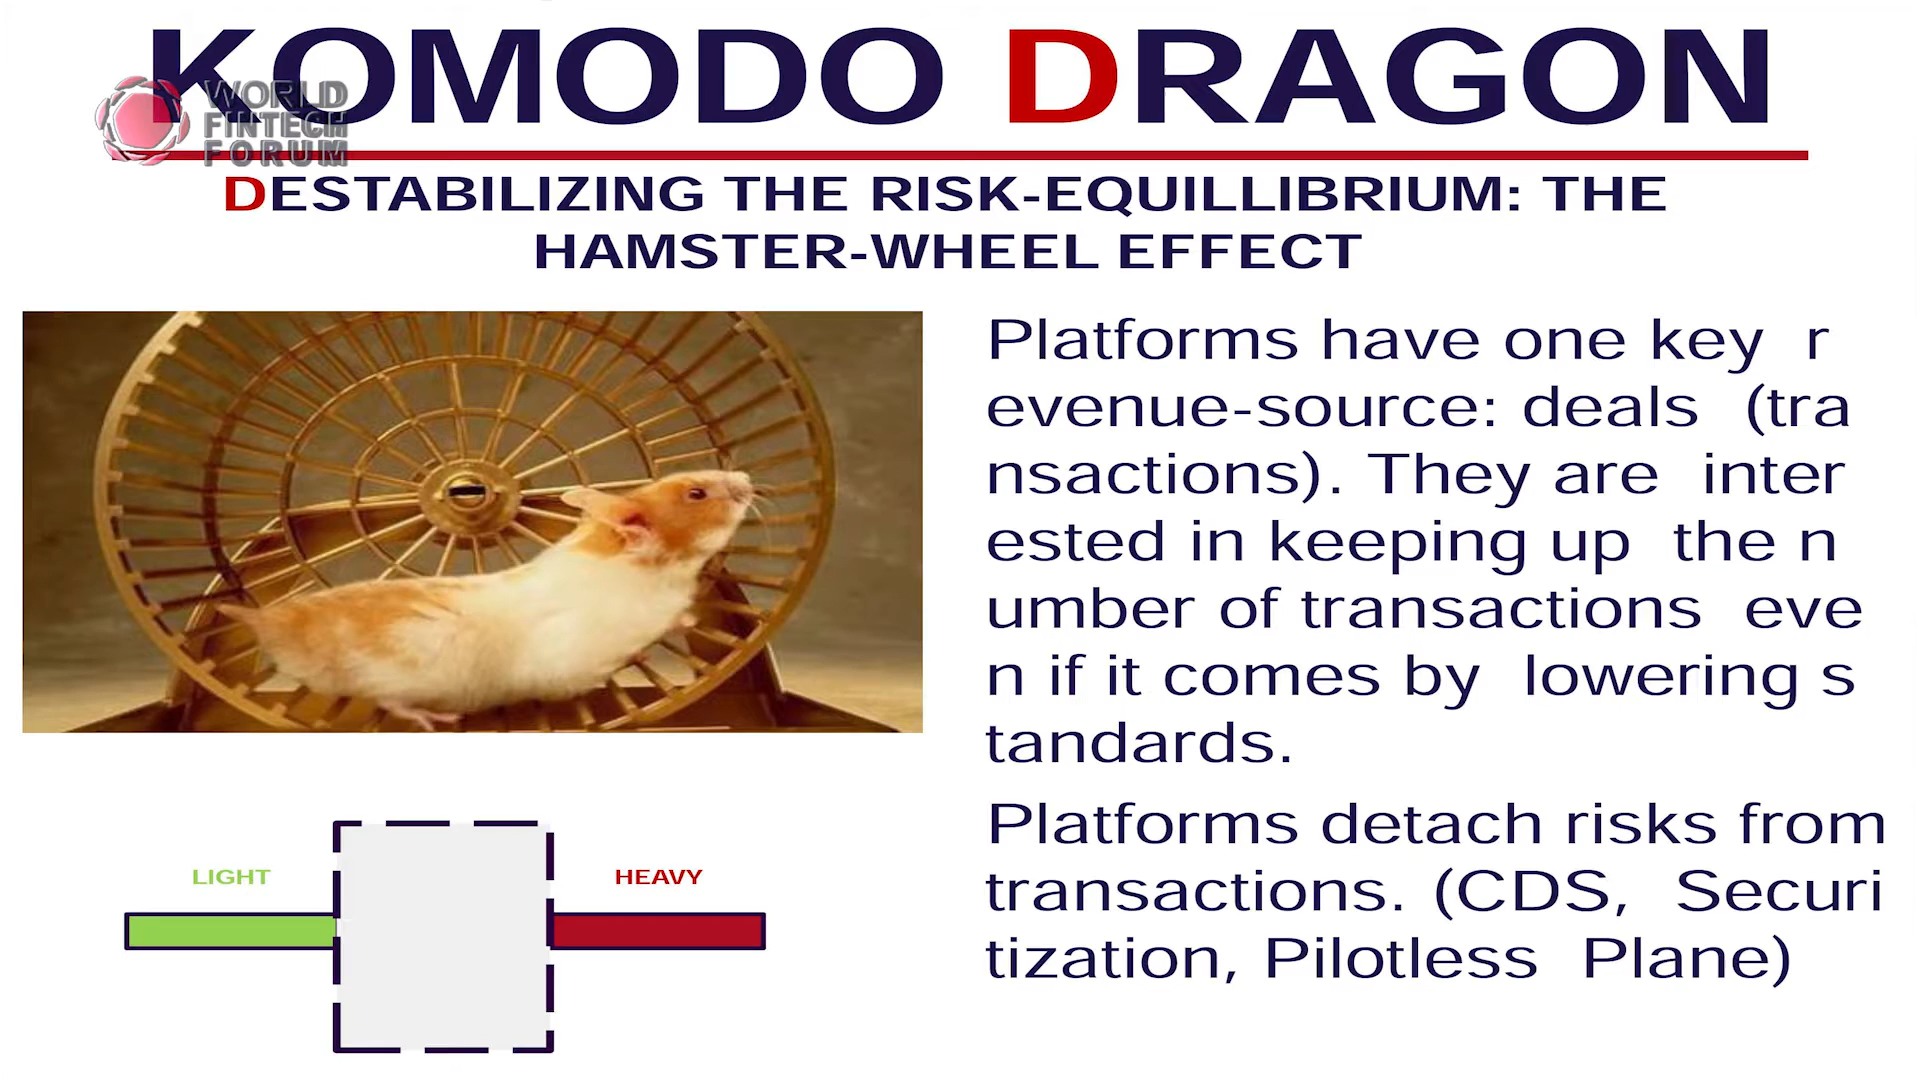 KOMODO DRAGON
WORLD
FINTECH
FORUM
DESTABILIZING THE RISK-EQUILLIBRIUM: THE
HAMSTER-WHEEL EFFECT
Platforms have one key r
evenue-source: deals (tra
nsactions). They are inter
ested in keeping up the n
umber of transactions eve
n if it comes by lowering s
tandards.
Platforms detach risks from
transactions. (CDS, Securi
tization, Pilotless Plane)
LIGHT
HEAVY